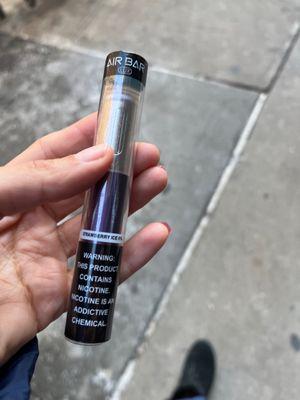 AIR BAR
LUX
STRAWBERRY ICE
WARNING:
THIS PRODUCT
CONTAINS
NICOTINE.
NICOTINE IS AN
ADDICTIVE
CHEMICAL.